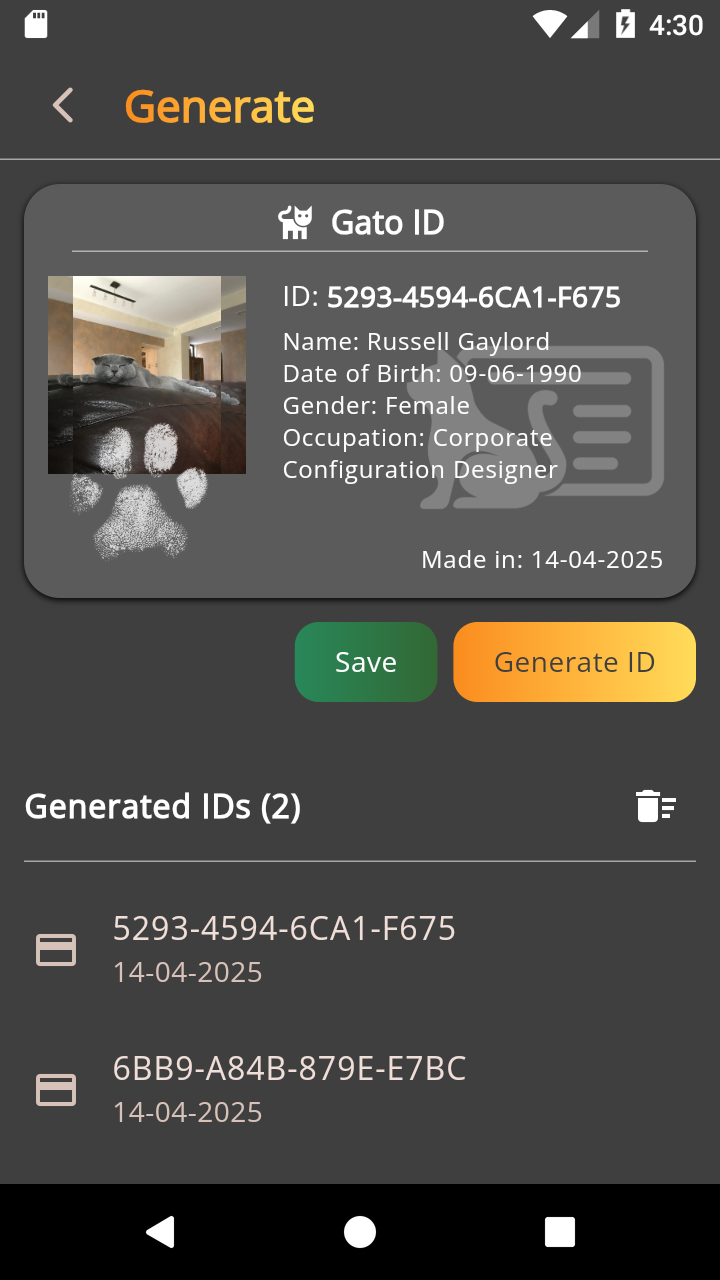 4:30
Generate
Gato ID
ID: 5293-4594-6CA1-F675
Name: Russell Gaylord
Date of Birth: 09-06-1990
Gender: Female
Occupation: Corporate
Configuration Designer
Made in: 14-04-2025
Save
Generate ID
Generated IDs (2)
5293-4594-6CA1-F675
14-04-2025
6BB9-A84B-879E-E7BC
14-04-2025